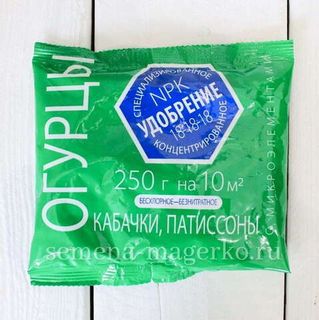 ОГУРЦЫ
СПЕЦИАЛИЗИРОВАННОЕ
NPK
УДОБРЕНИЕ
18-18-18
КОНЦЕНТРИРОВАННОЕ
250 г на 10 м²
БЕСХЛОРНОЕ—БЕЗНИТРАТНОЕ
КАБАЧКИ, ПАТИССОНЫ
С МИКРОЭЛЕМЕНТАМИ
semena-magerko.ru